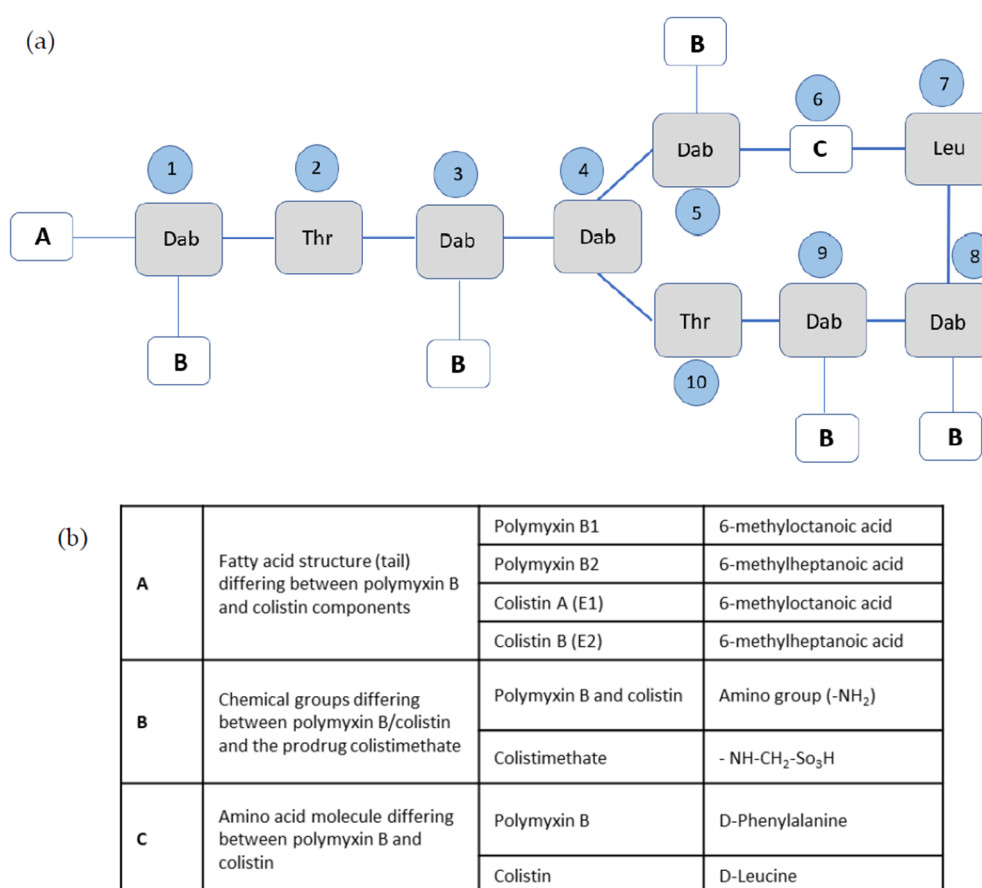 (a)
B
6
7
1
2
3
4
Dab
C
Leu
5
A
Dab
Thr
Dab
Dab
9
8
B
B
Thr
Dab
Dab
10
B
B
(b)
A
Fatty acid structure (tail)
differing between polymyxin B
and colistin components
Polymyxin B1
6-methyloctanoic acid
Polymyxin B2
6-methylheptanoic acid
Colistin A (E1)
6-methyloctanoic acid
Colistin B (E2)
6-methylheptanoic acid
B
Chemical groups differing
between polymyxin B/colistin
and the prodrug colistimethate
Polymyxin B and colistin
Amino group (-NH₂)
Colistimethate
- NH-CH₂-So₃H
C
Amino acid molecule differing
between polymyxin B and
colistin
Polymyxin B
D-Phenylalanine
Colistin
D-Leucine